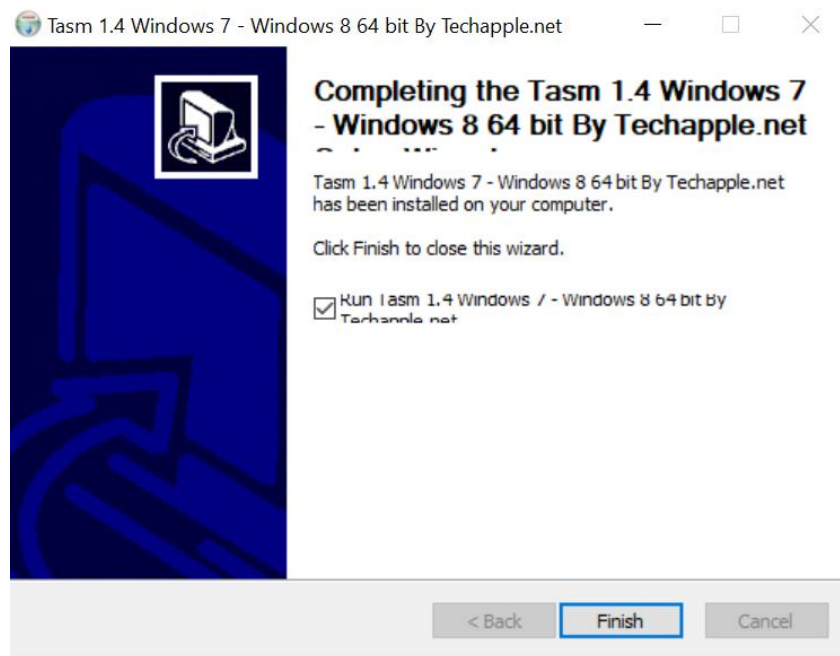 Tasm 1.4 Windows 7 - Windows 8 64 bit By Techapple.net
Completing the Tasm 1.4 Windows 7
- Windows 8 64 bit By Techapple.net
Tasm 1.4 Windows 7 - Windows 8 64 bit By Techapple.net
has been installed on your computer.
Click Finish to close this wizard.
Run Tasm 1.4 Windows 7 - Windows 8 64 bit By
Techapple.net
< Back
Finish
Cancel